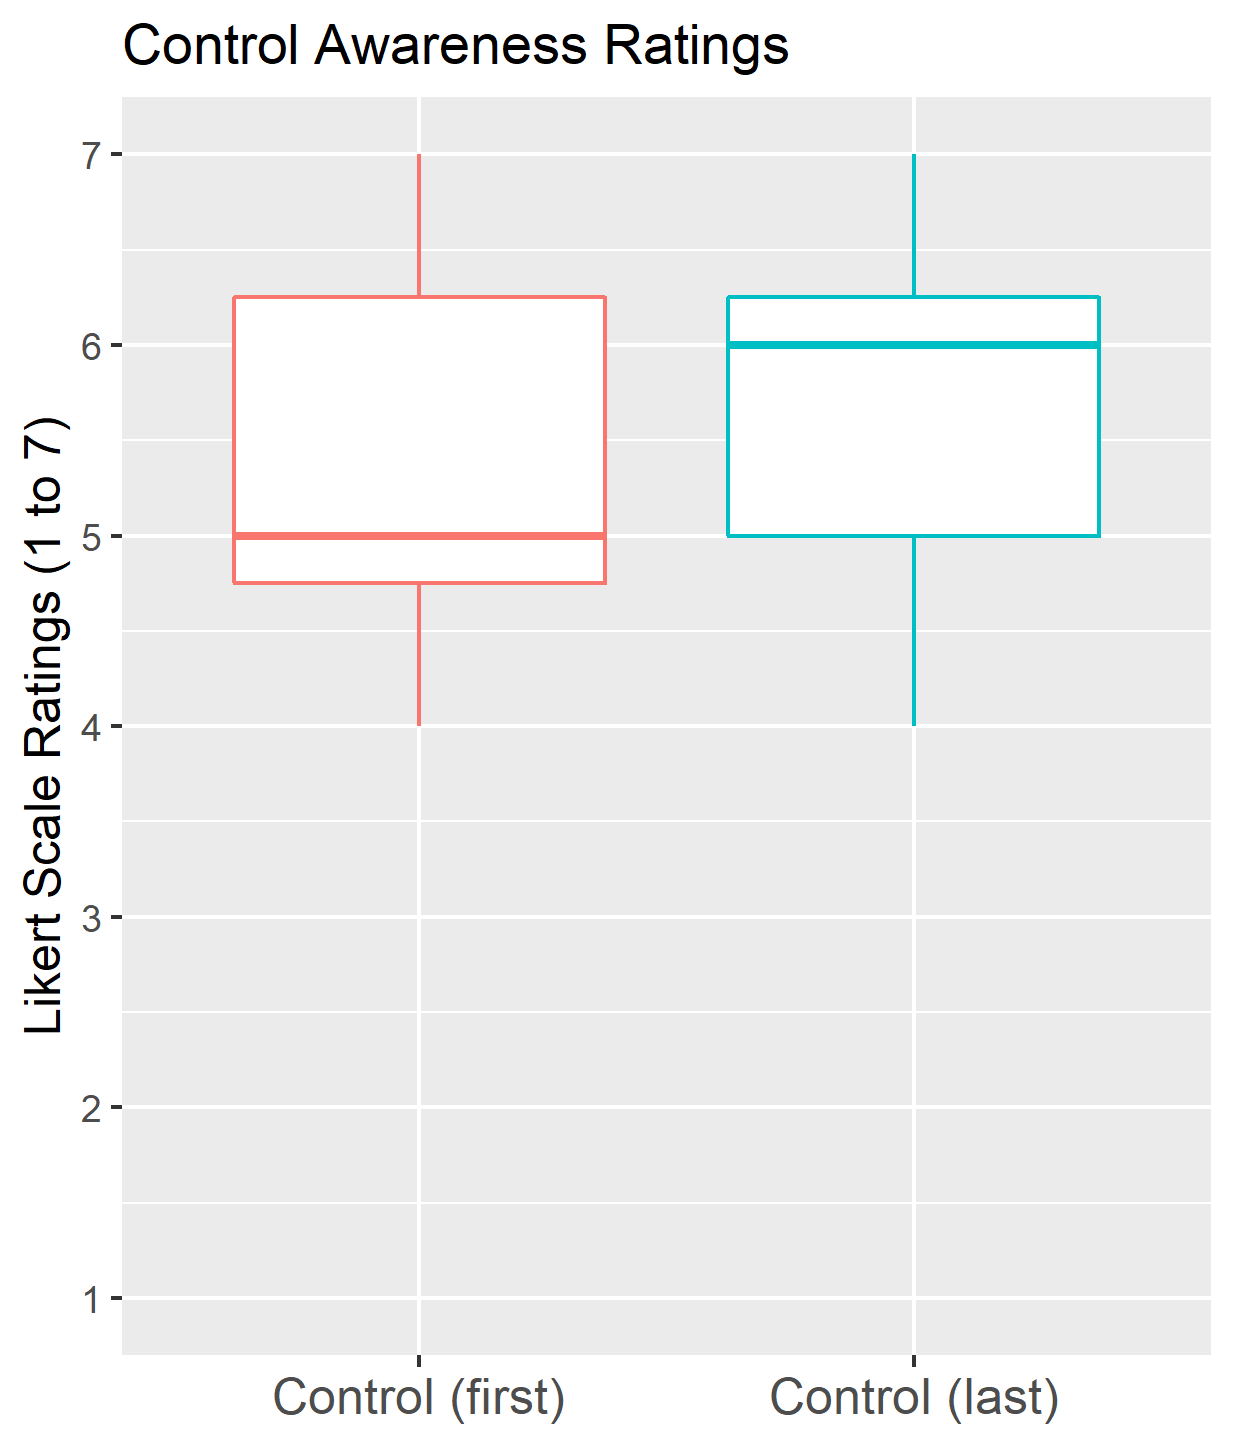 Control Awareness Ratings
Likert Scale Ratings (1 to 7)
7
6
5
4
3
2
1
Control (first)
Control (last)